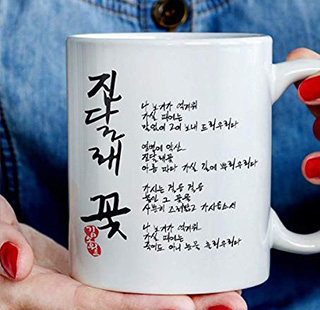 진달래 꽃
나 보기가 역겨워
가실 때에는
말없이 고이 보내 드리우리다
영변에 약산
진달래꽃
아름 따다 가실 길에 뿌리우리다
가시는 걸음 걸음
놓인 그 꽃을
사뿐히 즈려밟고 가시옵소서
나 보기가 역겨워
가실 때에는
죽어도 아니 눈물 흘리우리다